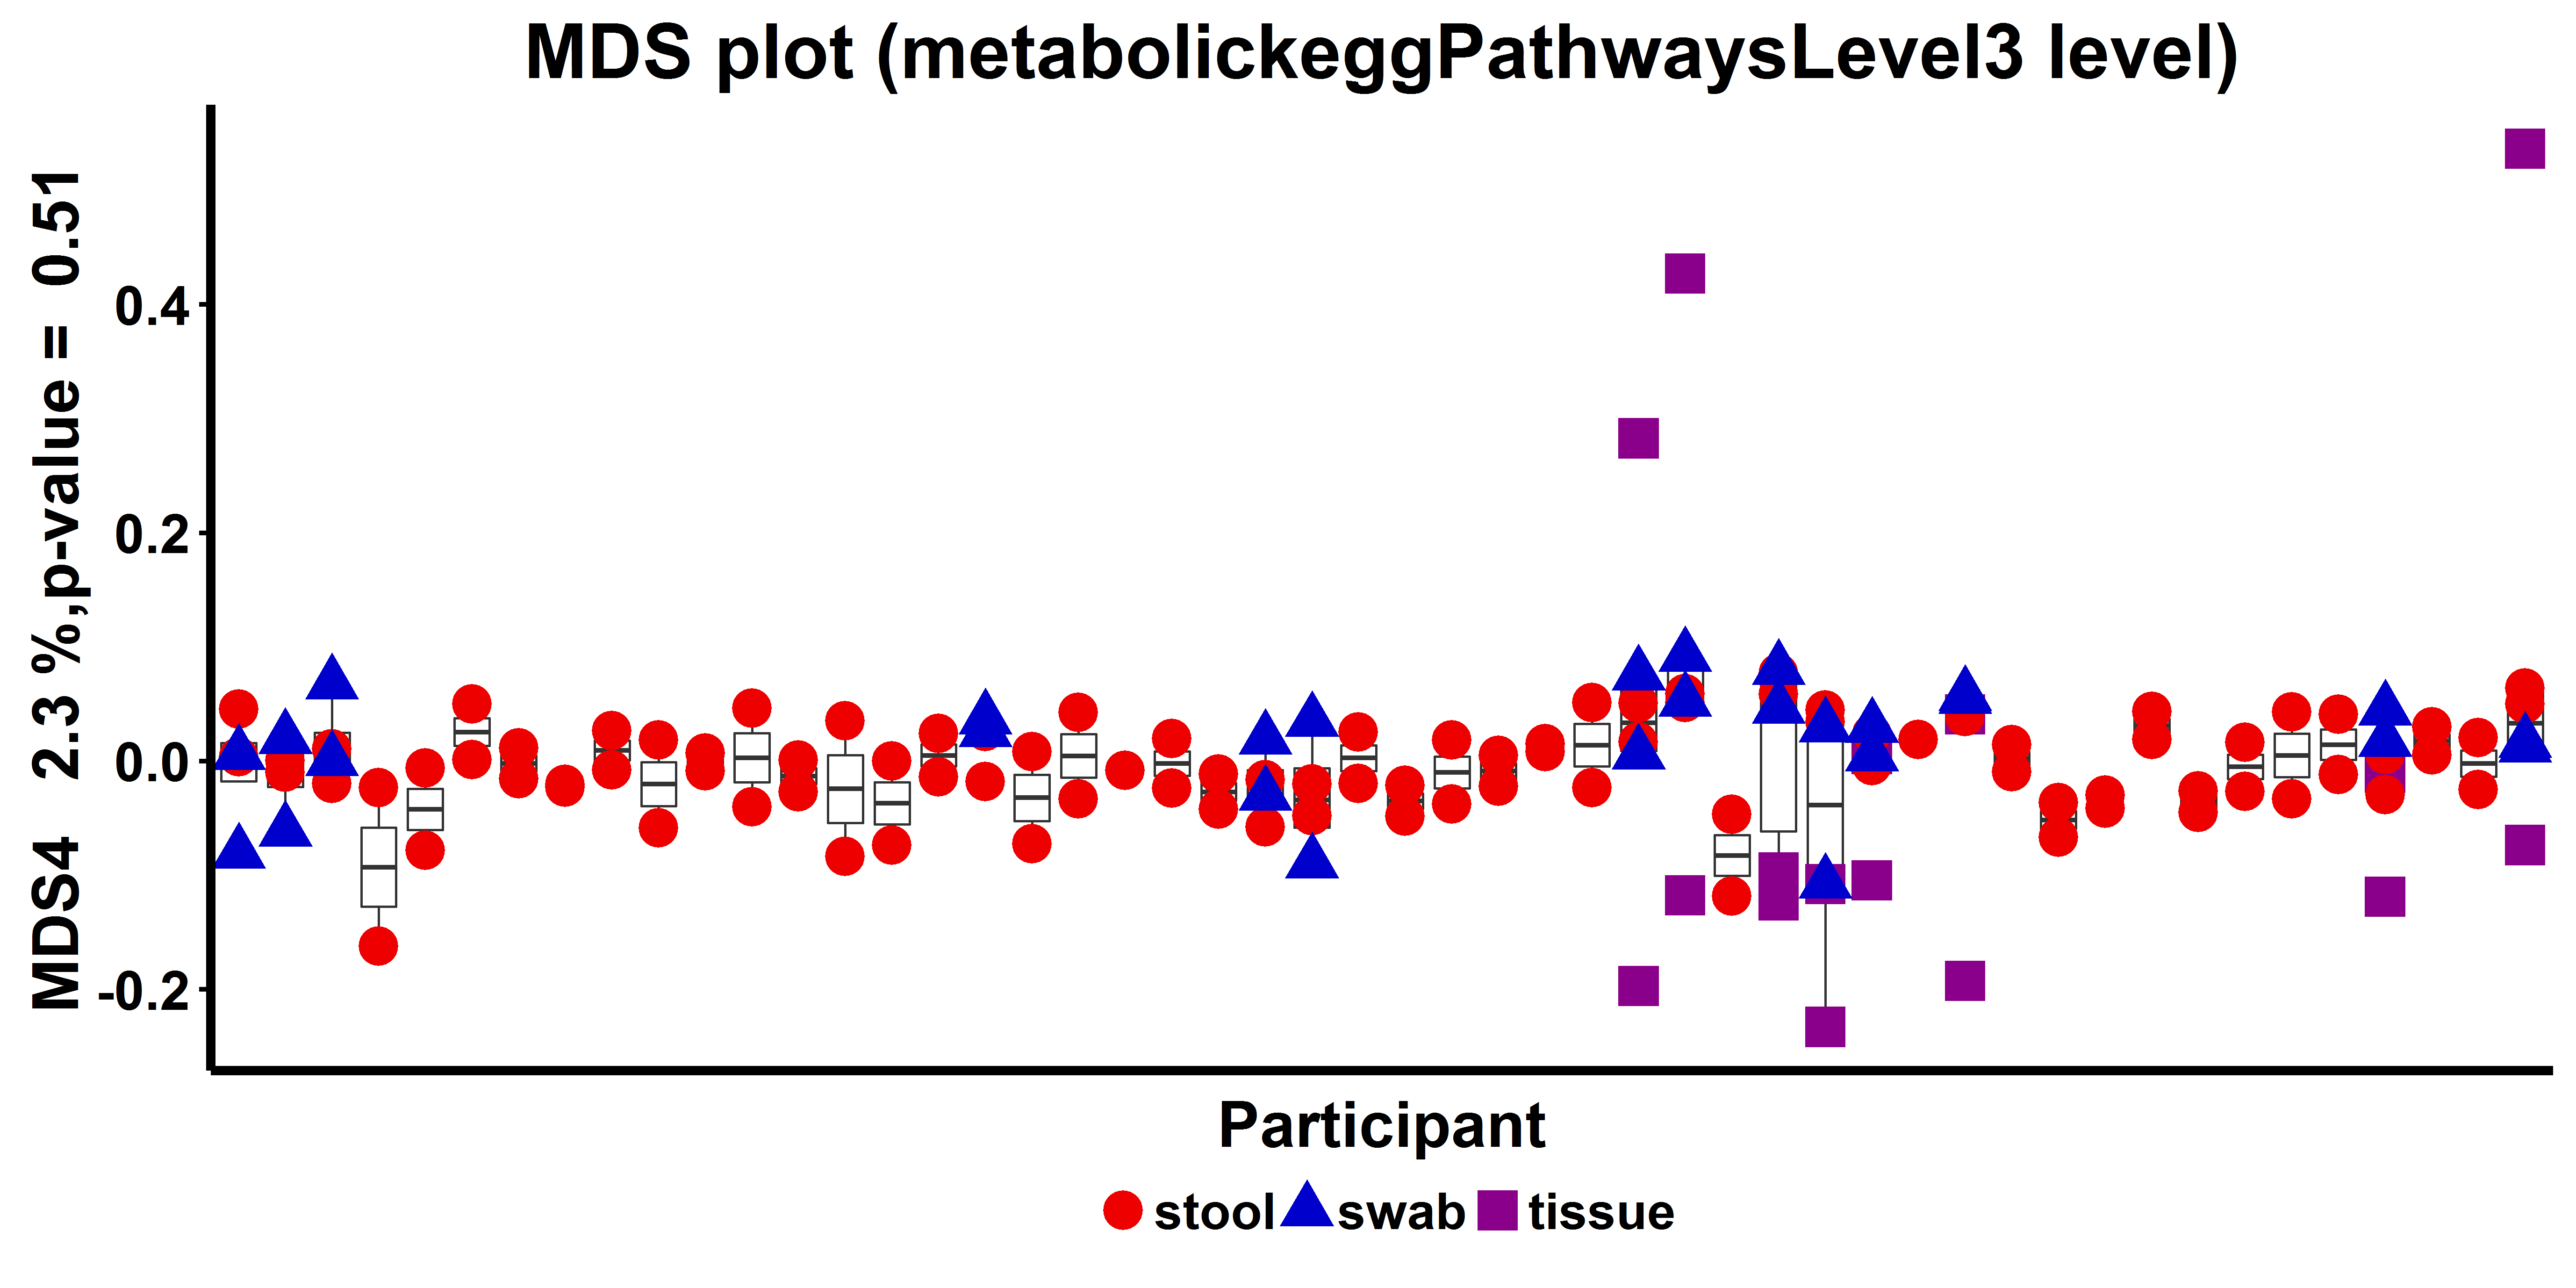 MDS plot (metabolickeggPathwaysLevel3 level)
MDS4 2.3 %,p-value = 0.51
0.4
0.2
0.0
-0.2
Participant
stool swab tissue